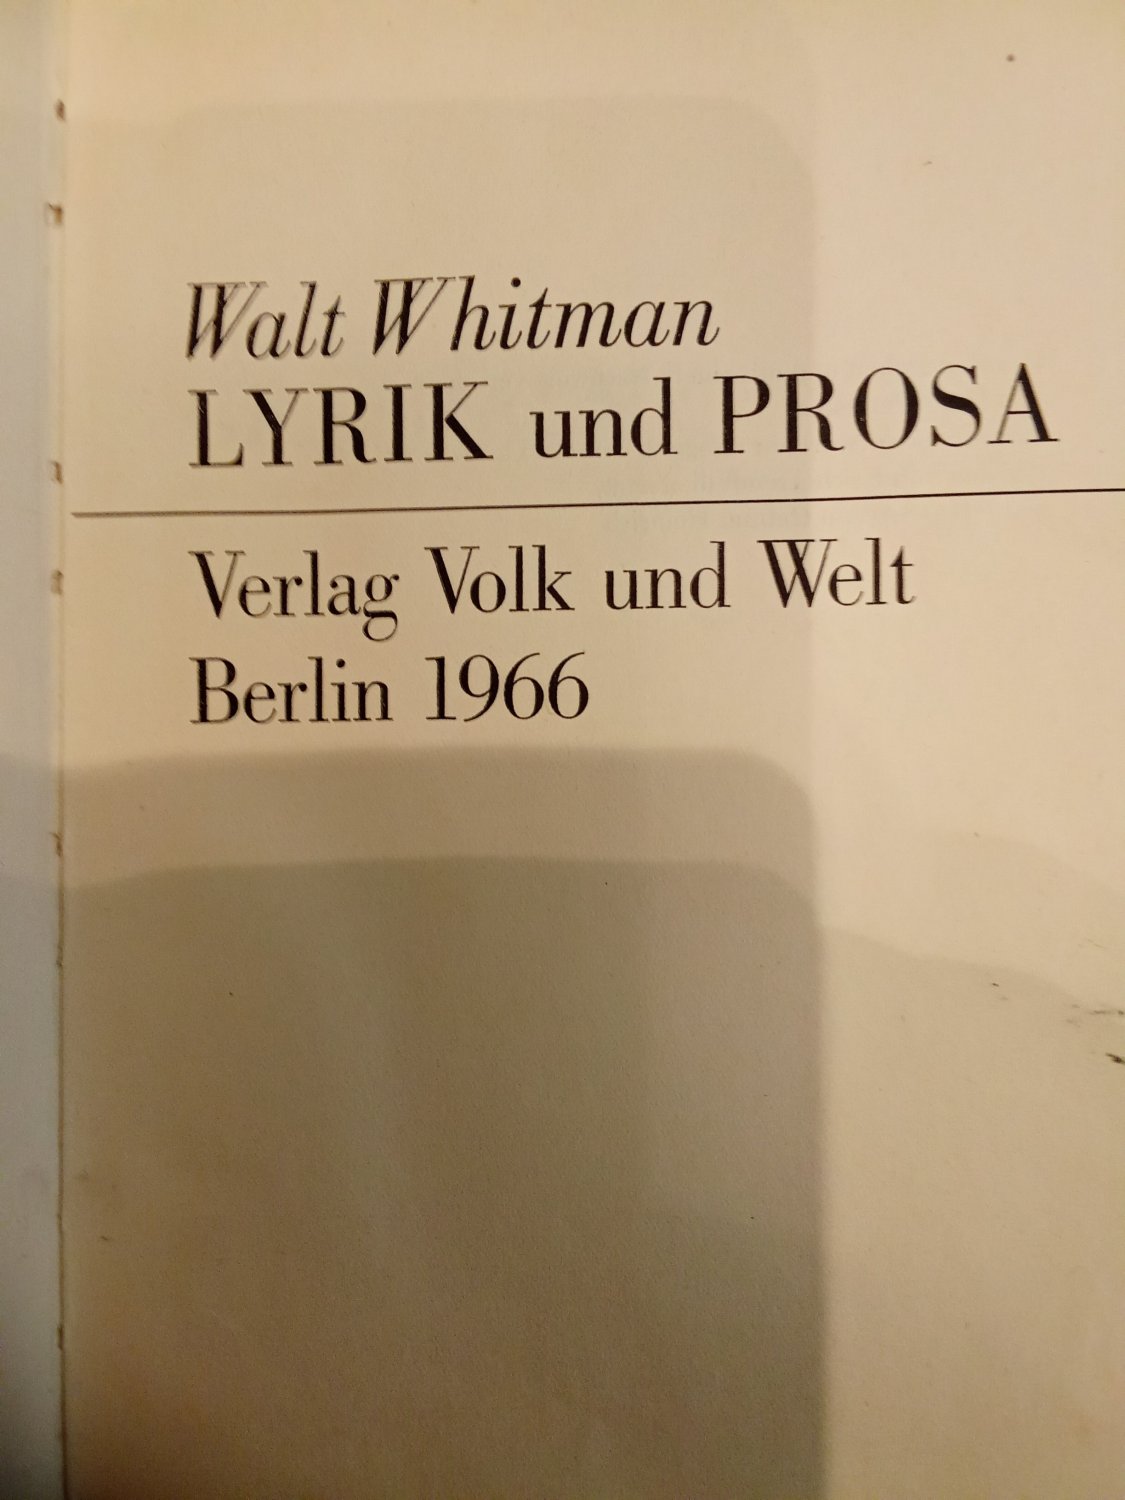 Walt Whitman
LYRIK und PROSA
Verlag Volk und Welt
Berlin 1966